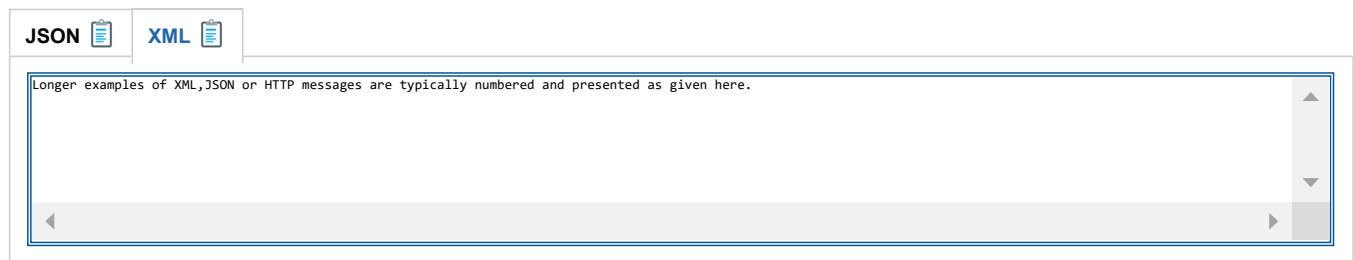 JSON XML
Longer examples of XML,JSON or HTTP messages are typically numbered and presented as given here.